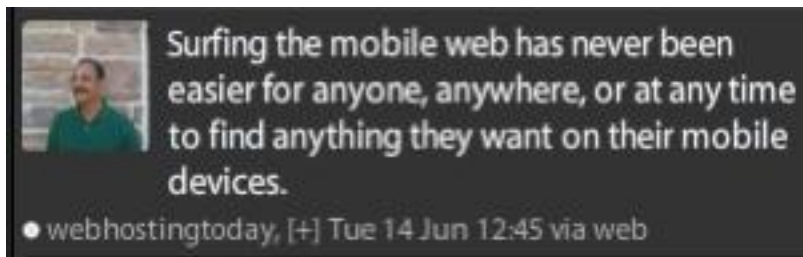 Surfing the mobile web has never been
easier for anyone, anywhere, or at any time
to find anything they want on their mobile
devices.
webhostingtoday, [+] Tue 14 Jun 12:45 via web